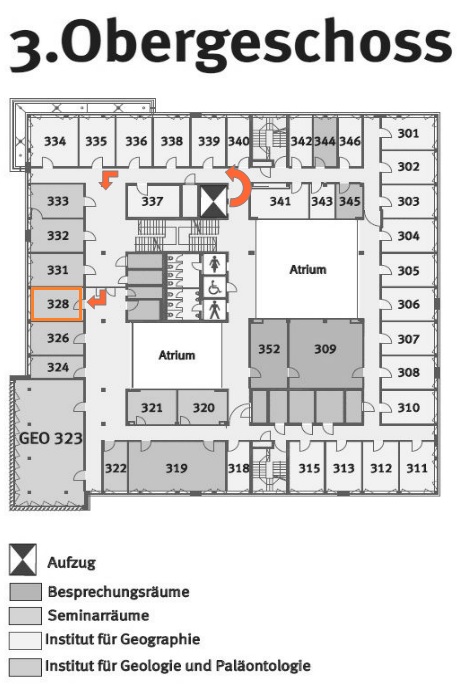 3.Obergeschoss
334 335 336 338 339 340 342 344 346 301
302
333 337 341 343 345 303
332 304
331 Atrium 305
328 306
326 Atrium 352 309 307
324 308
321 320 310
GEO 323
322 319 318 315 313 312 311
Aufzug
Besprechungsräume
Seminarräume
Institut für Geographie
Institut für Geologie und Paläontologie